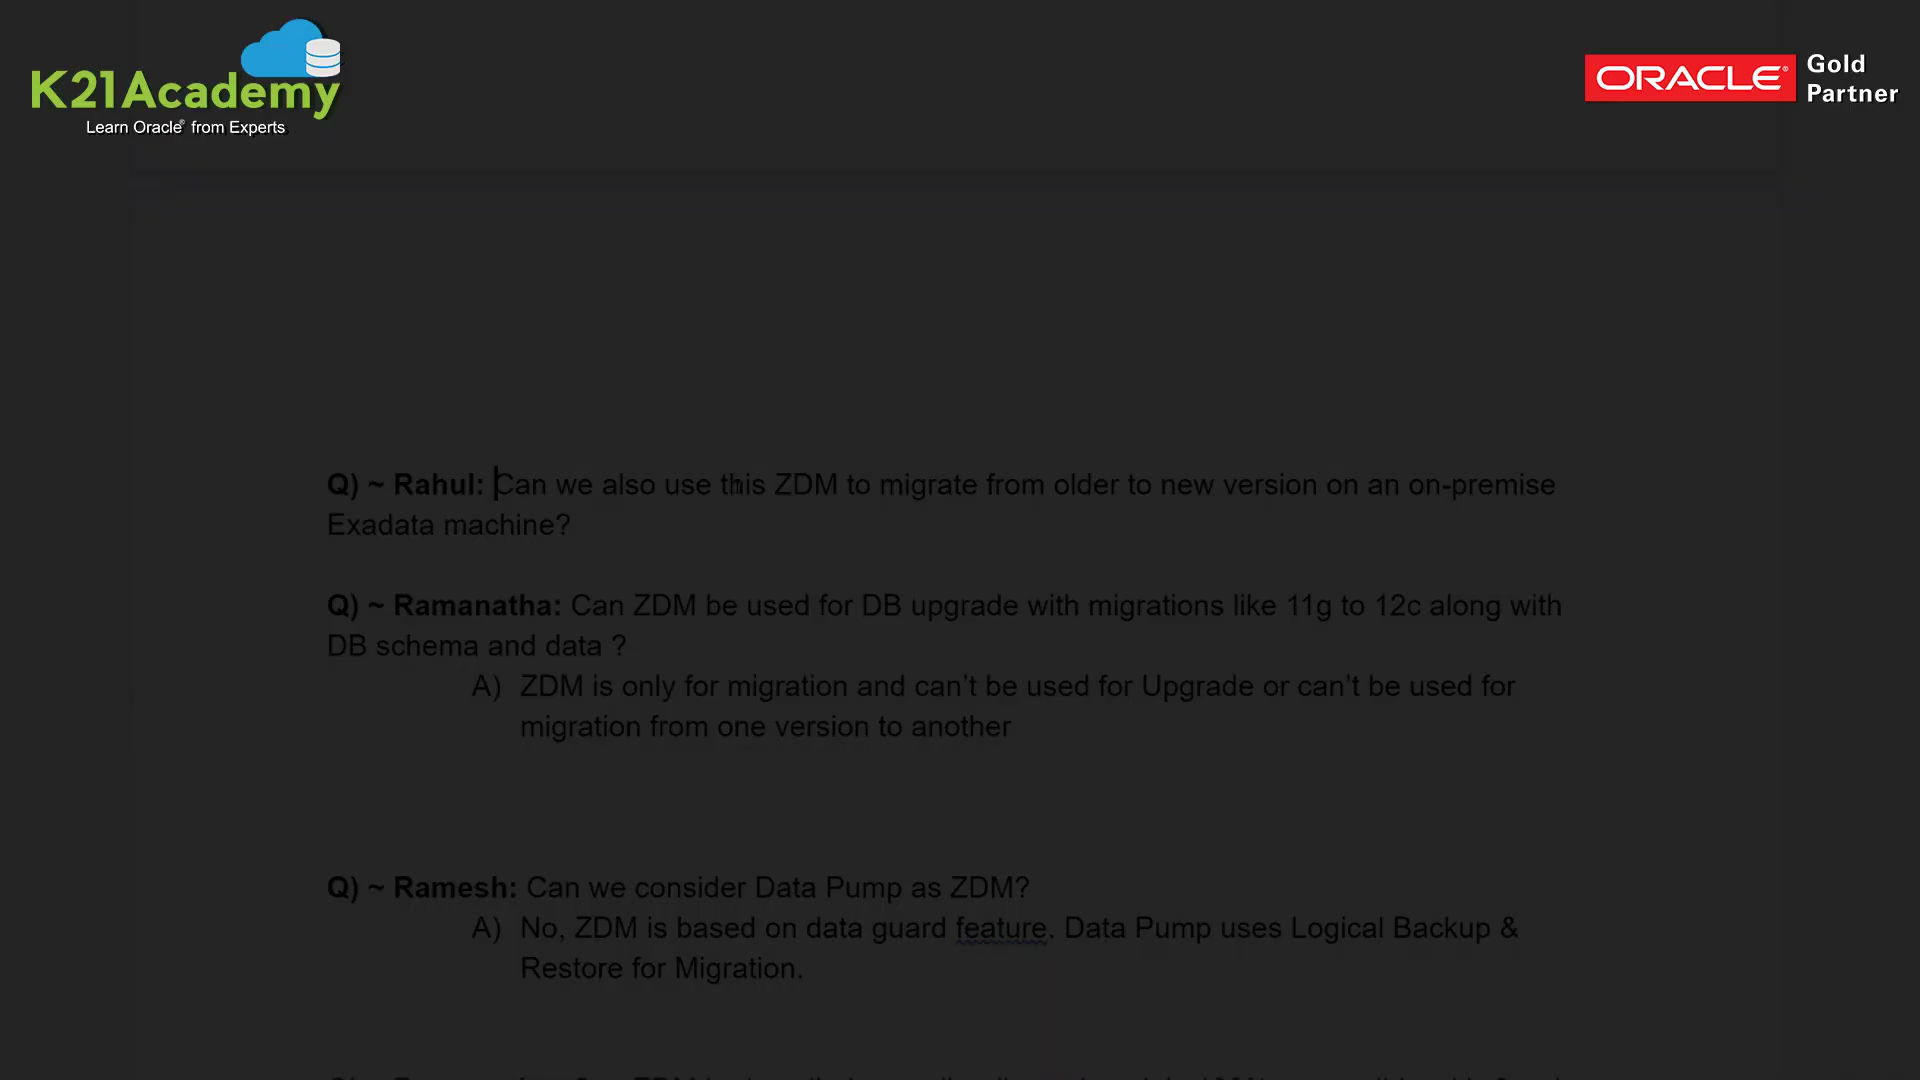 K21Academy
Learn Oracle® from Experts
ORACLE®
Gold
Partner
Q) ~ Rahul: Can we also use this ZDM to migrate from older to new version on an on-premise
Exadata machine?
Q) ~ Ramanatha: Can ZDM be used for DB upgrade with migrations like 11g to 12c along with
DB schema and data ?
A) ZDM is only for migration and can't be used for Upgrade or can't be used for
migration from one version to another
Q) ~ Ramesh: Can we consider Data Pump as ZDM?
A) No, ZDM is based on data guard feature. Data Pump uses Logical Backup &
Restore for Migration.